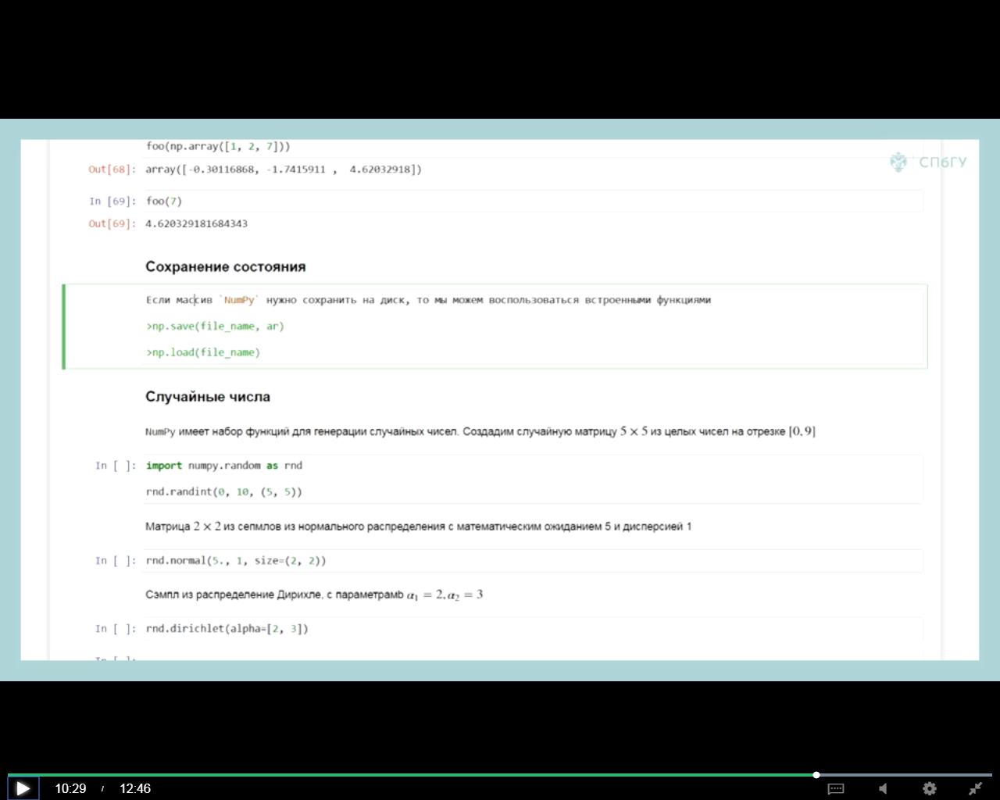 foo(np.array([1, 2, 7]))
Out[68]: array([-0.30116868, -1.7415911 ,  4.62032918])
СПбГУ
In [69]: foo(7)
Out[69]: 4.620329181684343
Сохранение состояния
Если массив `NumPy` нужно сохранить на диск, то мы можем воспользоваться встроенными функциями
>np.save(file_name, ar)
>np.load(file_name)
Случайные числа
NumPy имеет набор функций для генерации случайных чисел. Создадим случайную матрицу 5 × 5 из целых чисел на отрезке [0, 9]
In [ ]: import numpy.random as rnd
rnd.randint(0, 10, (5, 5))
Матрица 2 × 2 из сепмлов из нормального распределения с математическим ожиданием 5 и дисперсией 1
In [ ]: rnd.normal(5., 1, size=(2, 2))
Сэмпл из распределение Дирихле, с параметрамb α₁ = 2, α₂ = 3
In [ ]: rnd.dirichlet(alpha=[2, 3])
In [ ]:
10:29 / 12:46